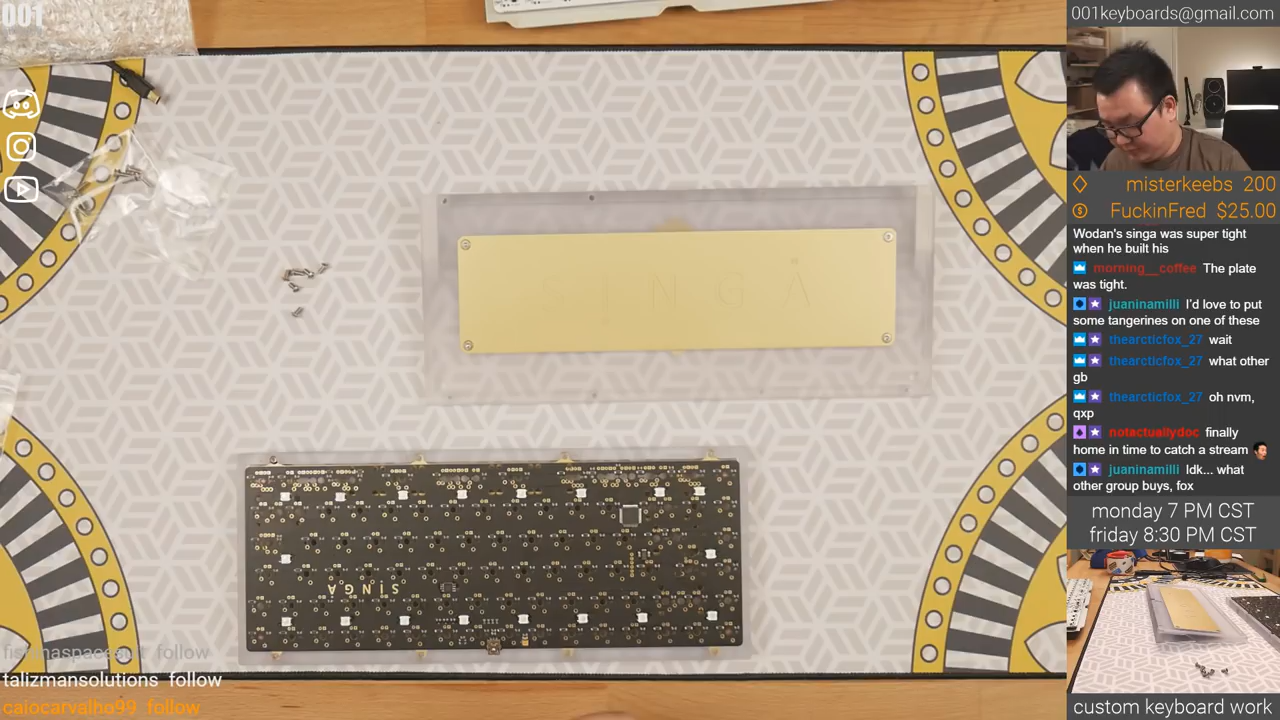 001
001keyboards@gmail.com
misterkeebs 200
FuckinFred $25.00
Wodan's singa was super tight
when he built his
morning__coffee The plate
was tight.
juaninamilli I'd love to put
some tangerines on one of these
thearcticfox_27 wait
thearcticfox_27 what other
gb
thearcticfox_27 oh nvm,
qxp
notactuallydoc finally
home in time to catch a stream
juaninamilli Idk... what
other group buys, fox
monday 7 PM CST
friday 8:30 PM CST
custom keyboard work
SINGÅ
SINGA
follow
talizmansolutions follow
caiocarvalho99 follow